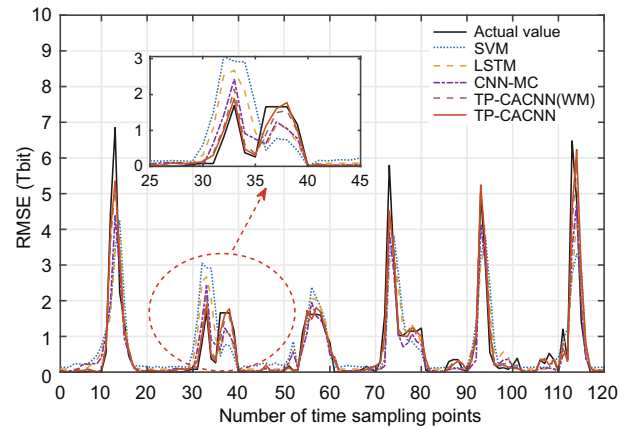 10
9
8
7
6
5
4
3
2
1
0
RMSE (Tbit)
3
2
1
0
25 30 35 40 45
Actual value
SVM
LSTM
CNN-MC
TP-CACNN(WM)
TP-CACNN
0 10 20 30 40 50 60 70 80 90 100 110 120
Number of time sampling points